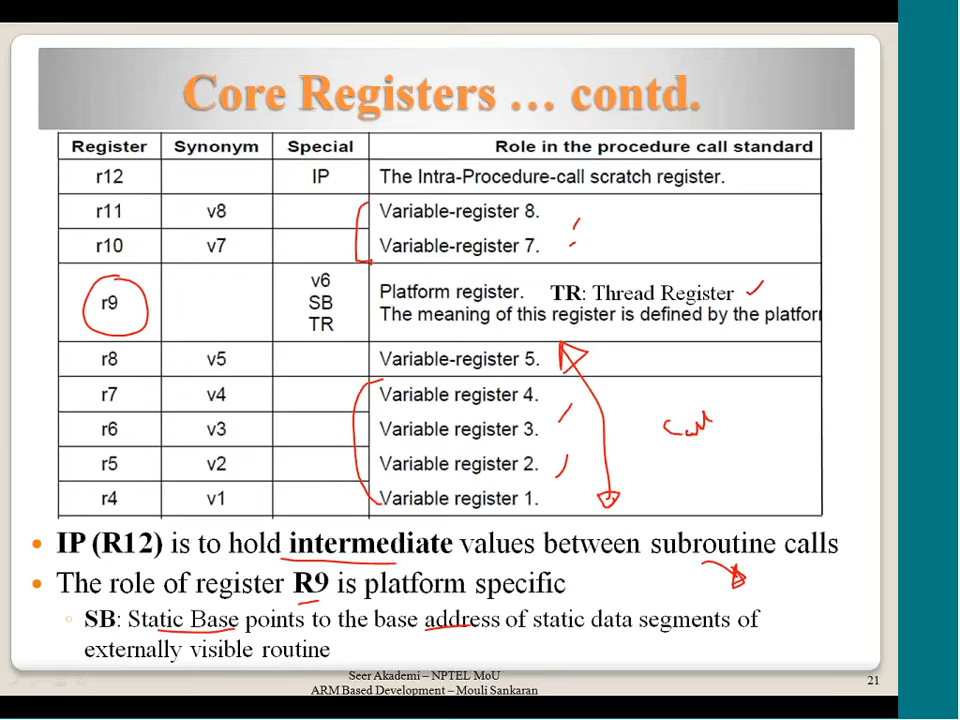 Core Registers … contd.
Register Synonym Special Role in the procedure call standard
r12 IP The Intra-Procedure-call scratch register.
r11 v8 Variable-register 8.
r10 v7 Variable-register 7.
r9 v6 SB TR Platform register. TR: Thread Register
The meaning of this register is defined by the platform
r8 v5 Variable-register 5.
r7 v4 Variable register 4.
r6 v3 Variable register 3.
Call
r5 v2 Variable register 2.
r4 v1 Variable register 1.
IP (R12) is to hold intermediate values between subroutine calls
The role of register R9 is platform specific
SB: Static Base points to the base address of static data segments of
externally visible routine
Seer Akademi – NPTEL MoU
ARM Based Development – Mouli Sankaran
21